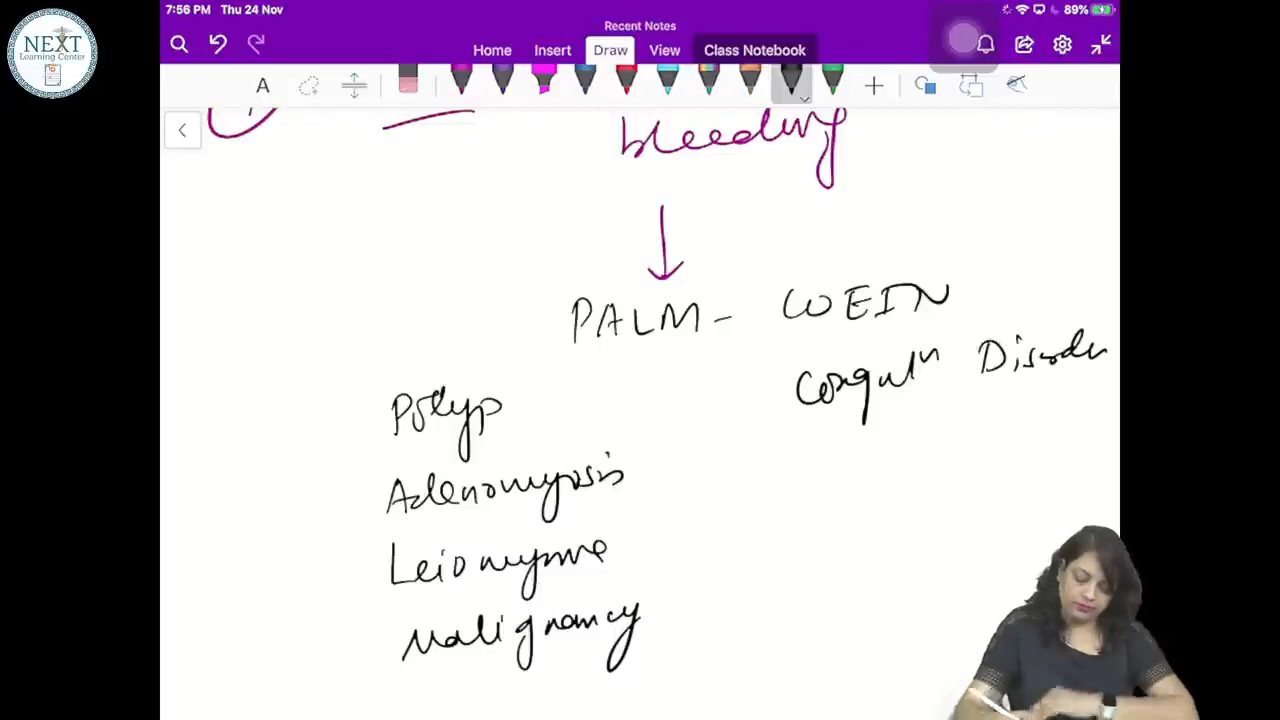 7:56 PM Thu 24 Nov
89%
NEXT
Learning Center
Recent Notes
Home Insert Draw View Class Notebook
A
bleeding
PALM - COEIN
Coagulⁿ Disorder
Polyp
Adenomyosis
Leiomyoma
Malignancy